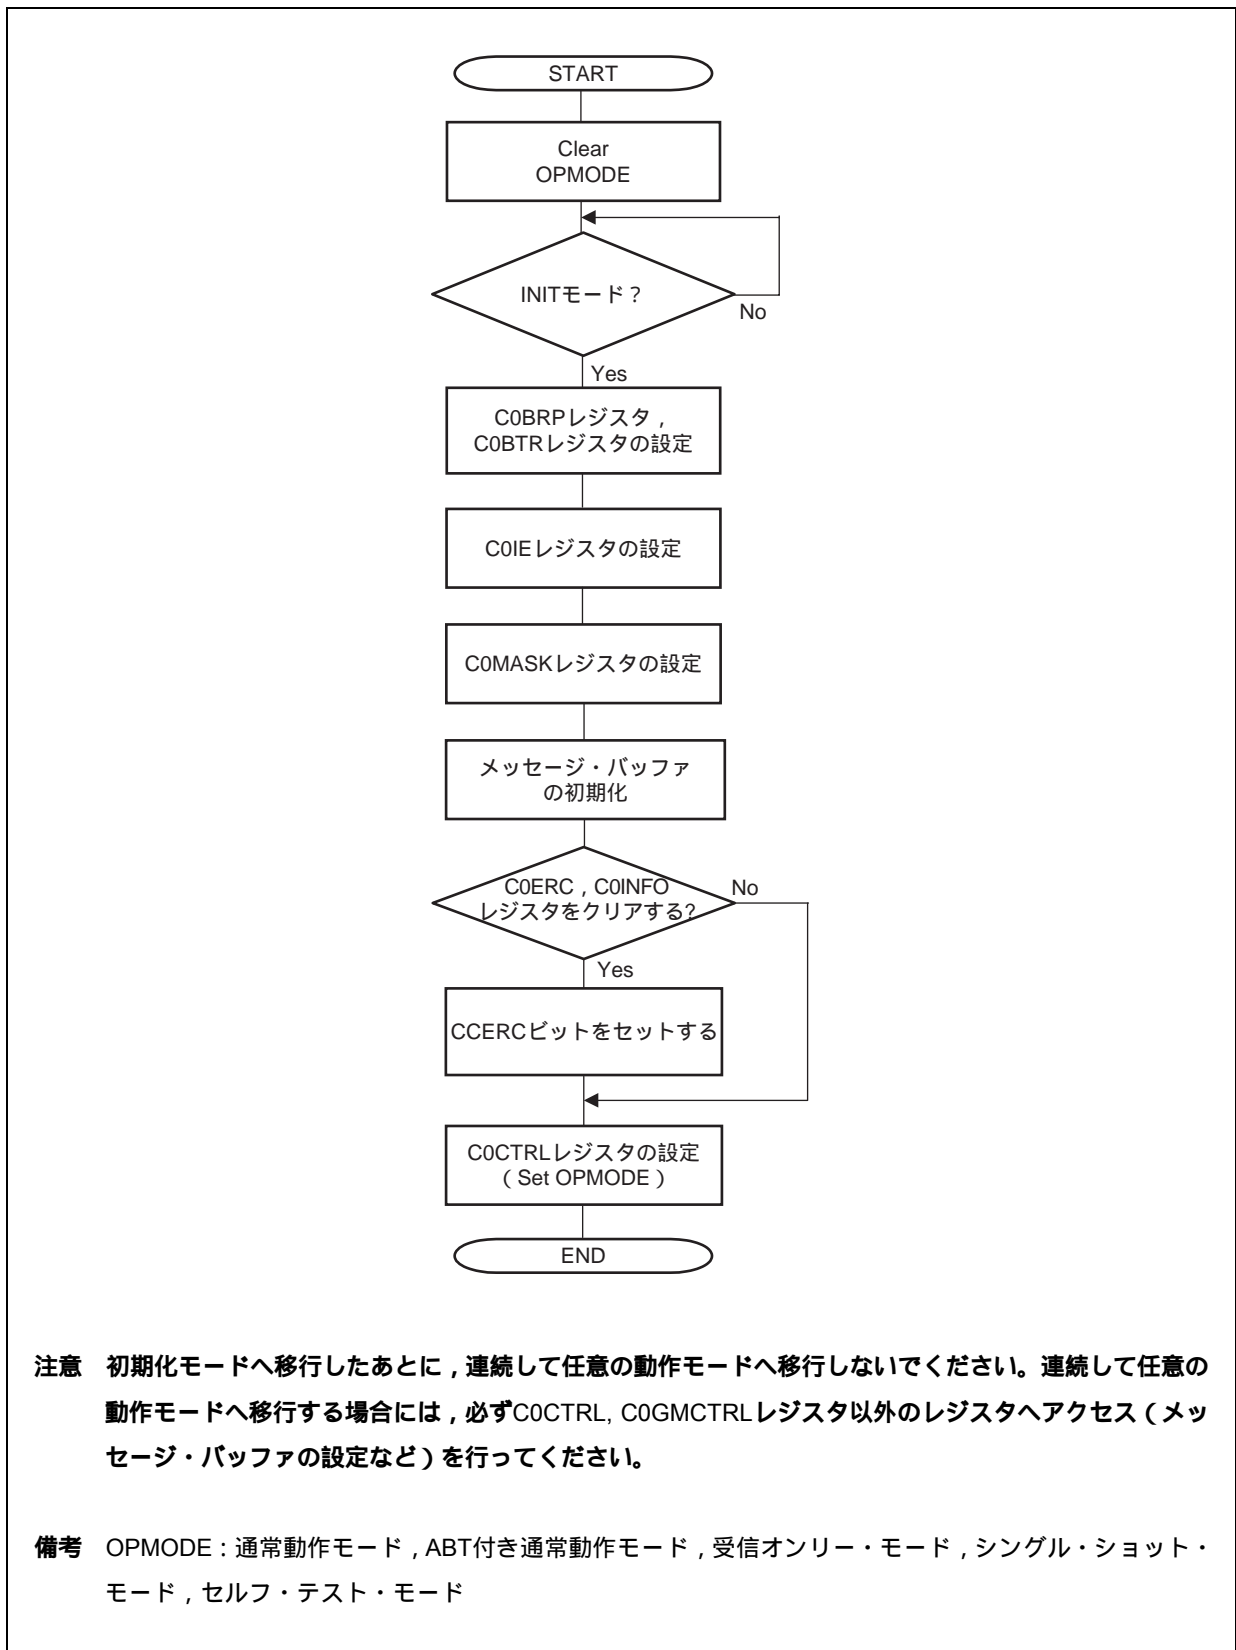 START
Clear
OPMODE
INITモード？
No
Yes
C0BRPレジスタ，
C0BTRレジスタの設定
C0IEレジスタの設定
C0MASKレジスタの設定
メッセージ・バッファ
の初期化
C0ERC，C0INFO
レジスタをクリアする?
No
Yes
CCERCビットをセットする
C0CTRLレジスタの設定
（Set OPMODE）
END
注意　初期化モードへ移行したあとに，連続して任意の動作モードへ移行しないでください。連続して任意の
動作モードへ移行する場合には，必ずC0CTRL, C0GMCTRLレジスタ以外のレジスタへアクセス（メッ
セージ・バッファの設定など）を行ってください。
備考　OPMODE：通常動作モード，ABT付き通常動作モード，受信オンリー・モード，シングル・ショット・
モード，セルフ・テスト・モード